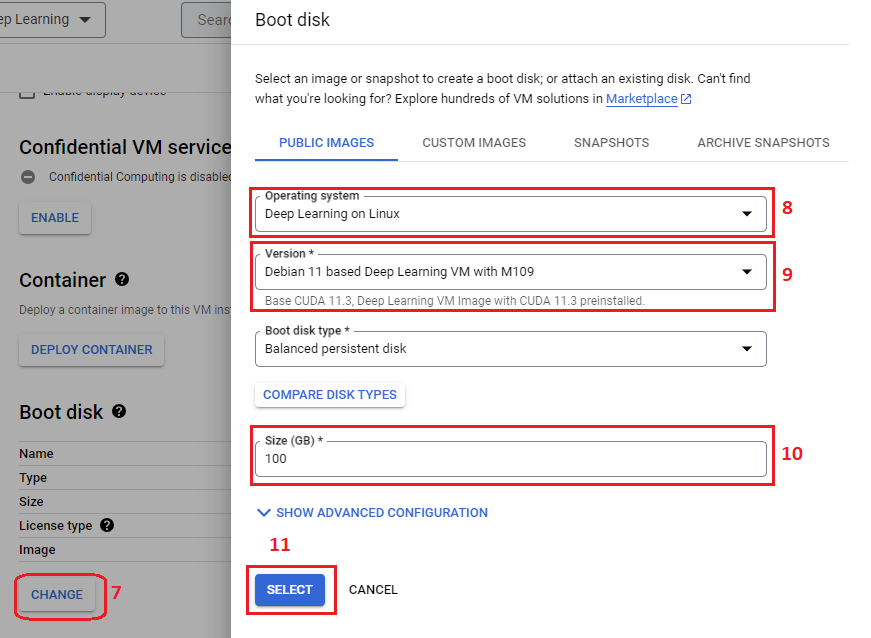 ep Learning
Sear
Enable display device
Confidential VM service
Confidential Computing is disabled
ENABLE
Container
Deploy a container image to this VM inst
DEPLOY CONTAINER
Boot disk
Name
Type
Size
License type
Image
CHANGE
7
Boot disk
Select an image or snapshot to create a boot disk; or attach an existing disk. Can't find
what you're looking for? Explore hundreds of VM solutions in Marketplace
PUBLIC IMAGES CUSTOM IMAGES SNAPSHOTS ARCHIVE SNAPSHOTS
Operating system
Deep Learning on Linux
8
Version *
Debian 11 based Deep Learning VM with M109
9
Base CUDA 11.3, Deep Learning VM Image with CUDA 11.3 preinstalled.
Boot disk type *
Balanced persistent disk
COMPARE DISK TYPES
Size (GB) *
100
10
SHOW ADVANCED CONFIGURATION
11
SELECT CANCEL